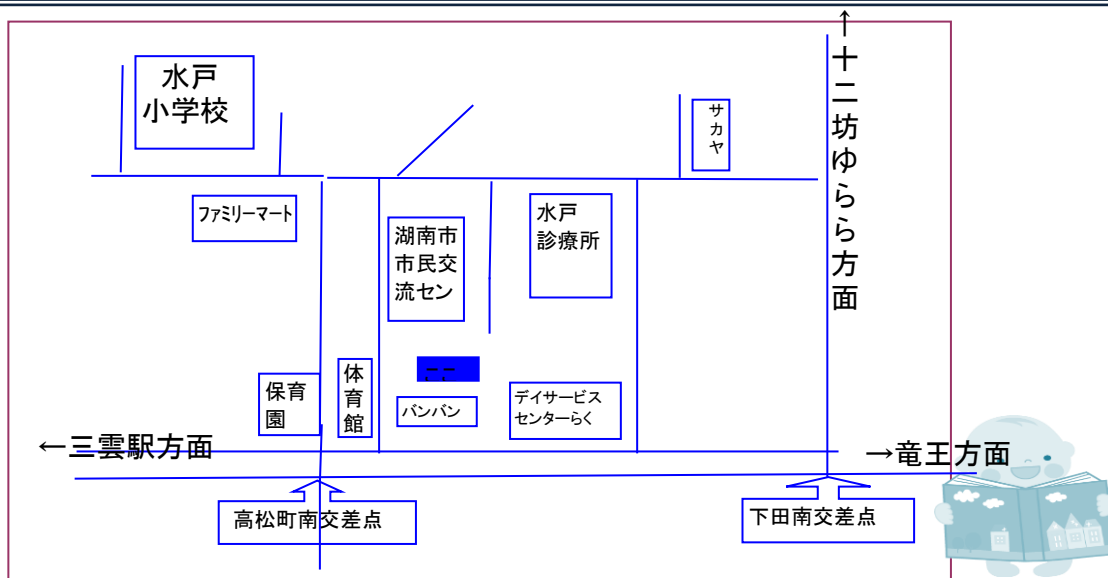 水戸
小学校
↑十二坊ゆらら方面
サカヤ
ファミリーマート
湖南市
市民交
流セン
水戸
診療所
ここ
体育館
保育
園
バンバン
デイサービス
センターらく
←三雲駅方面
→竜王方面
高松町南交差点
下田南交差点